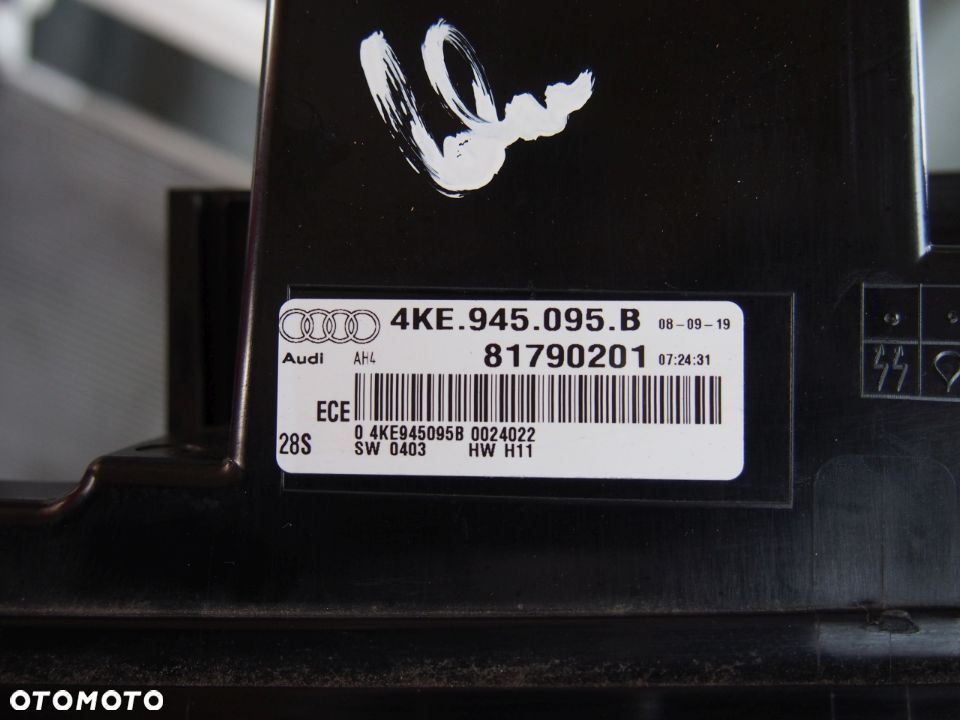 4KE.945.095.B 08-09-19
Audi AH4 81790201 07:24:31
ECE
0 4KE945095B 0024022
28S SW 0403 HW H11
OTOMOTO